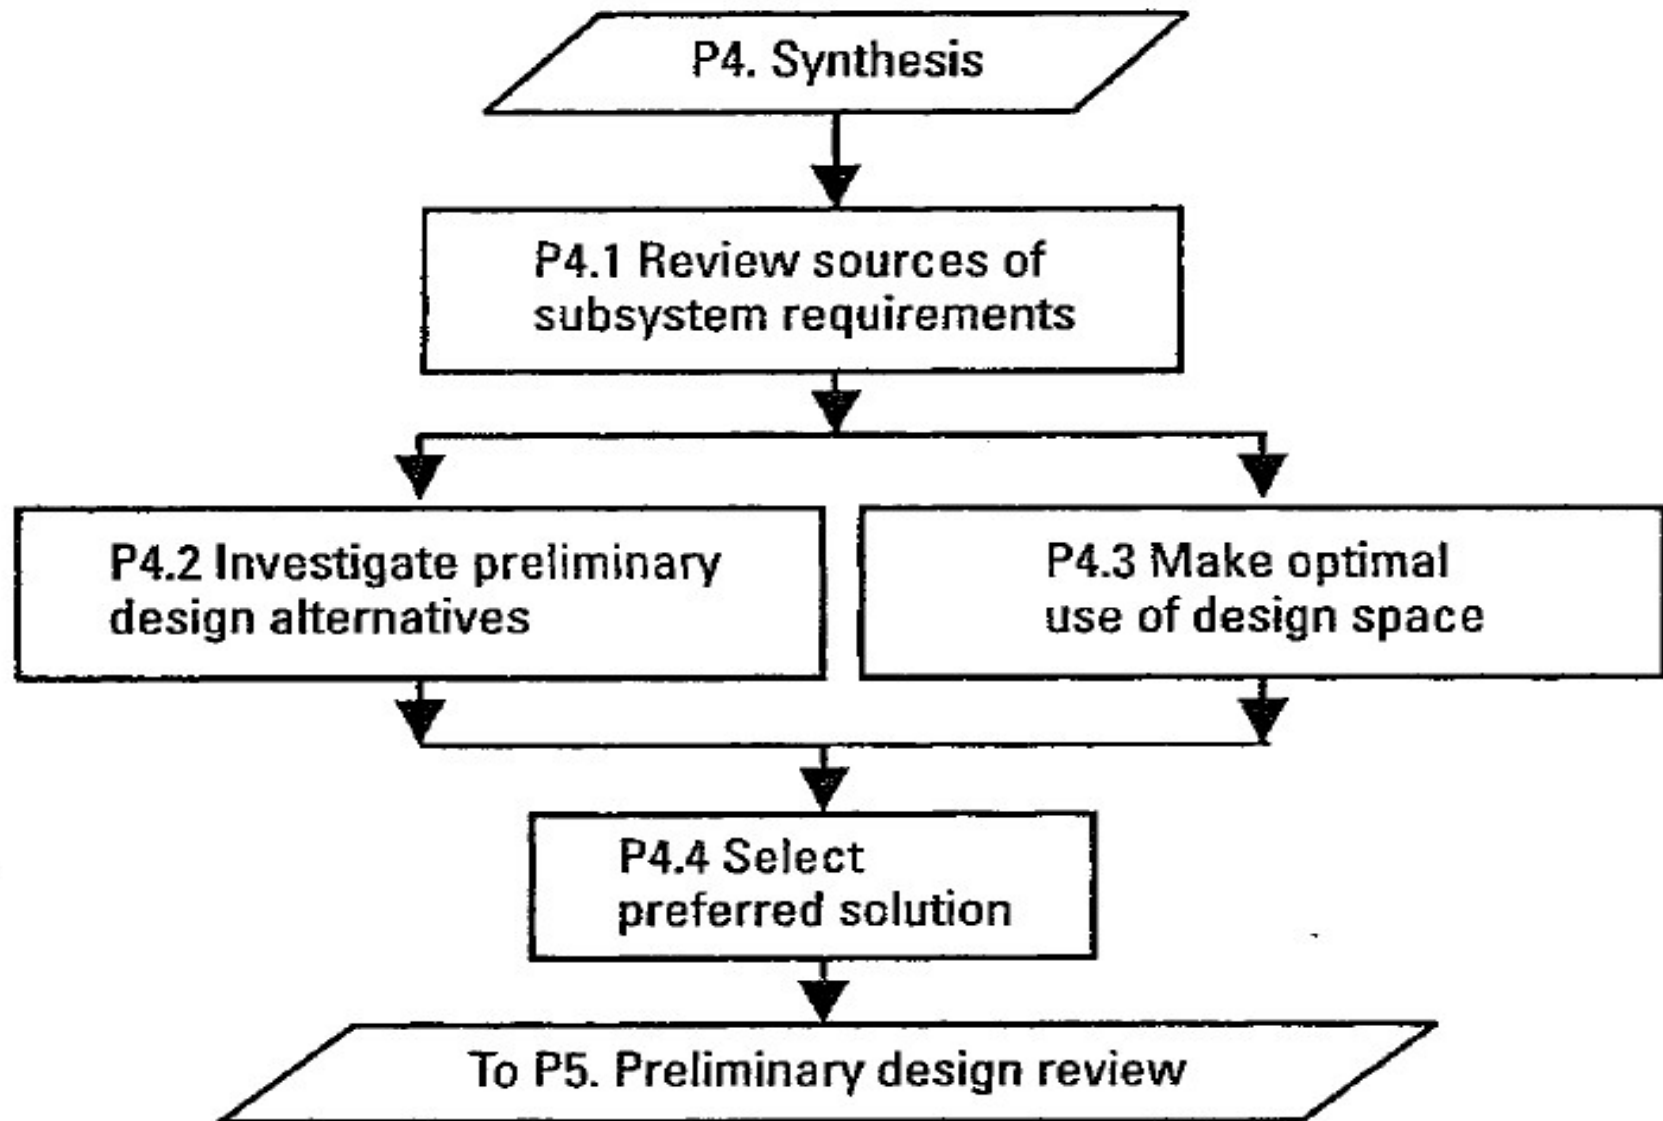 P4. Synthesis
P4.1 Review sources of
subsystem requirements
P4.2 Investigate preliminary
design alternatives
P4.3 Make optimal
use of design space
P4.4 Select
preferred solution
To P5. Preliminary design review